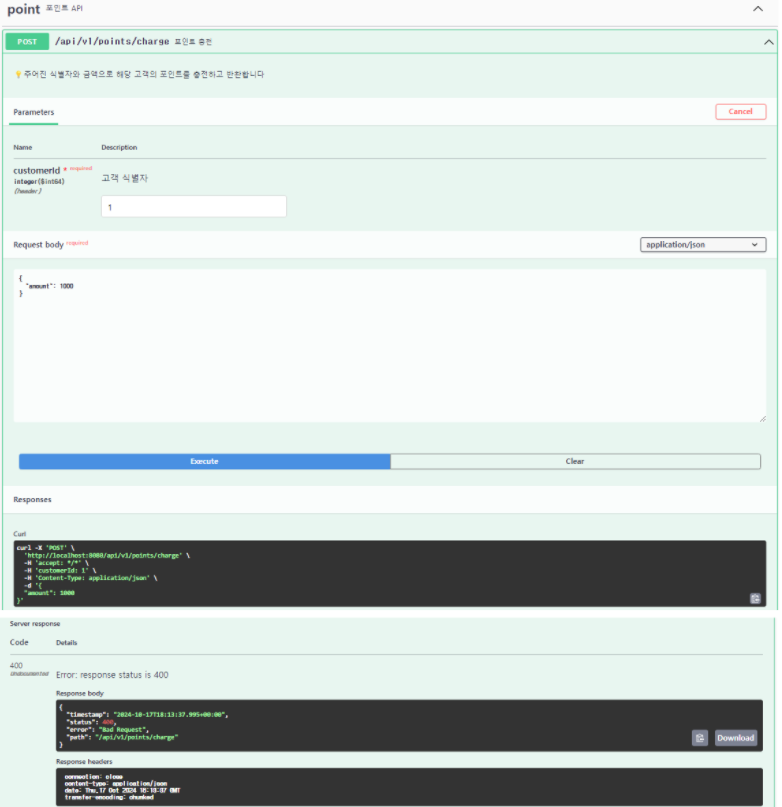 point 포인트 API
POST /api/v1/points/charge 포인트 충전
💡 주어진 식별자와 금액으로 해당 고객의 포인트를 충전하고 반환합니다
Parameters
Cancel
Name Description
customerId * required
integer($int64)
(header)
고객 식별자
1
Request body required
application/json
{
"amount": 1000
}
Execute
Clear
Responses
Curl
curl -X 'POST' \
'http://localhost:8080/api/v1/points/charge' \
-H 'accept: */*' \
-H 'customerId: 1' \
-H 'Content-Type: application/json' \
-d '{
"amount": 1000
}'
Server response
Code Details
400
Undocumented
Error: response status is 400
Response body
{
"timestamp": "2024-10-17T18:13:37.995+00:00",
"status": 400,
"error": "Bad Request",
"path": "/api/v1/points/charge"
}
Download
Response headers
connection: close
content-type: application/json
date: Thu,17 Oct 2024 18:13:37 GMT
transfer-encoding: chunked